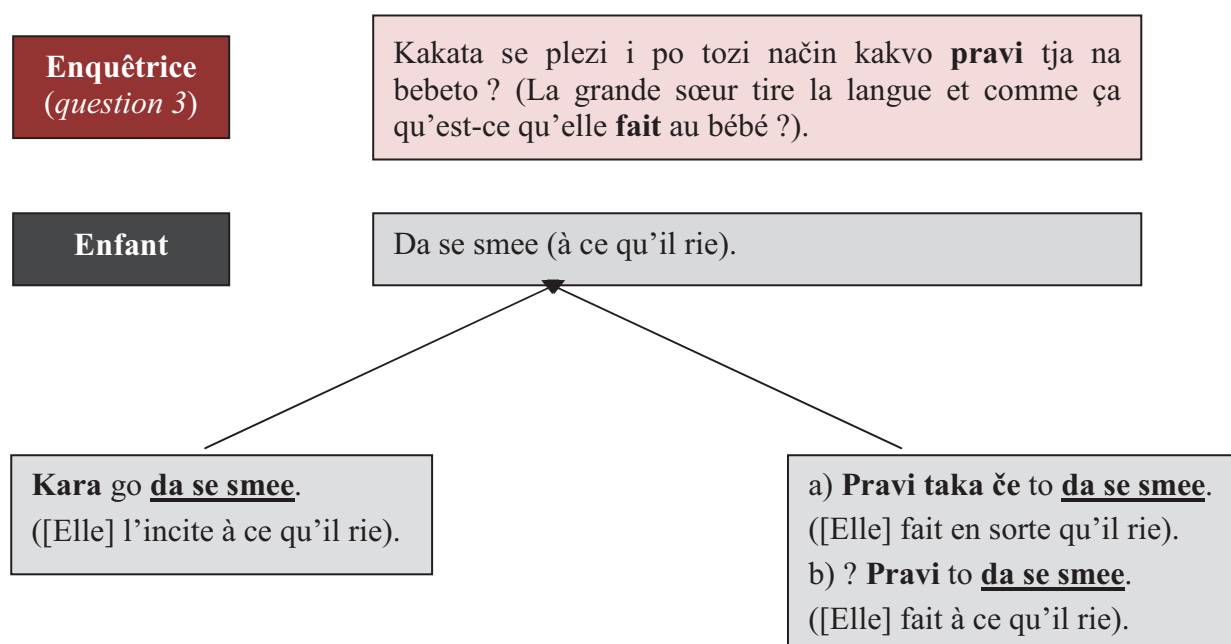 Enquêtrice
(question 3)
Kakata se plezi i po tozi način kakvo pravi tja na
bebeto ? (La grande sœur tire la langue et comme ça
qu’est-ce qu’elle fait au bébé ?).
Enfant
Da se smee (à ce qu’il rie).
Kara go da se smee.
([Elle] l’incite à ce qu’il rie).
a) Pravi taka če to da se smee.
([Elle] fait en sorte qu’il rie).
b) ? Pravi to da se smee.
([Elle] fait à ce qu’il rie).